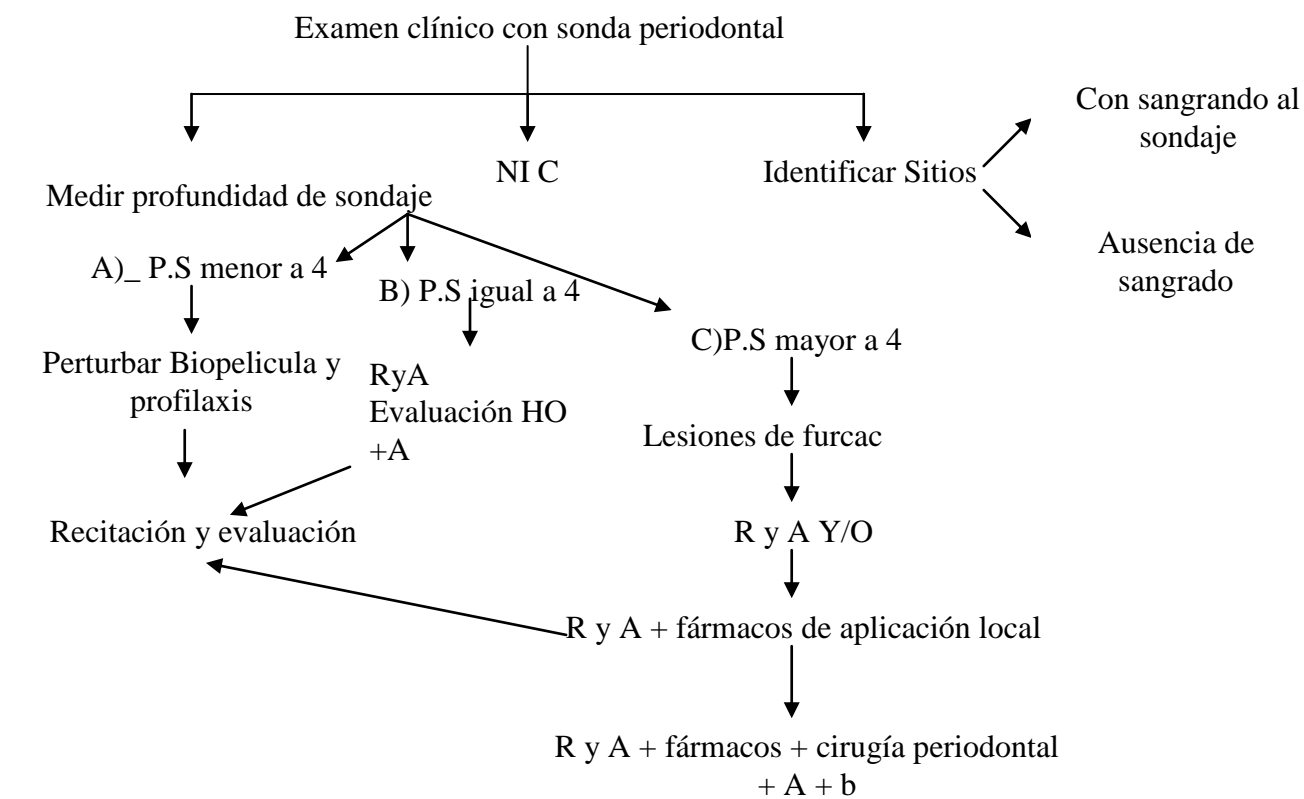 Examen clínico con sonda periodontal
Con sangrando al
sondaje
NI C
Identificar Sitios
Medir profundidad de sondaje
Ausencia de
sangrado
A)_ P.S menor a 4
B) P.S igual a 4
C)P.S mayor a 4
Perturbar Biopelicula y
profilaxis
RyA
Evaluación HO
+A
Lesiones de furcac
Recitación y evaluación
R y A Y/O
R y A + fármacos de aplicación local
R y A + fármacos + cirugía periodontal
+ A + b